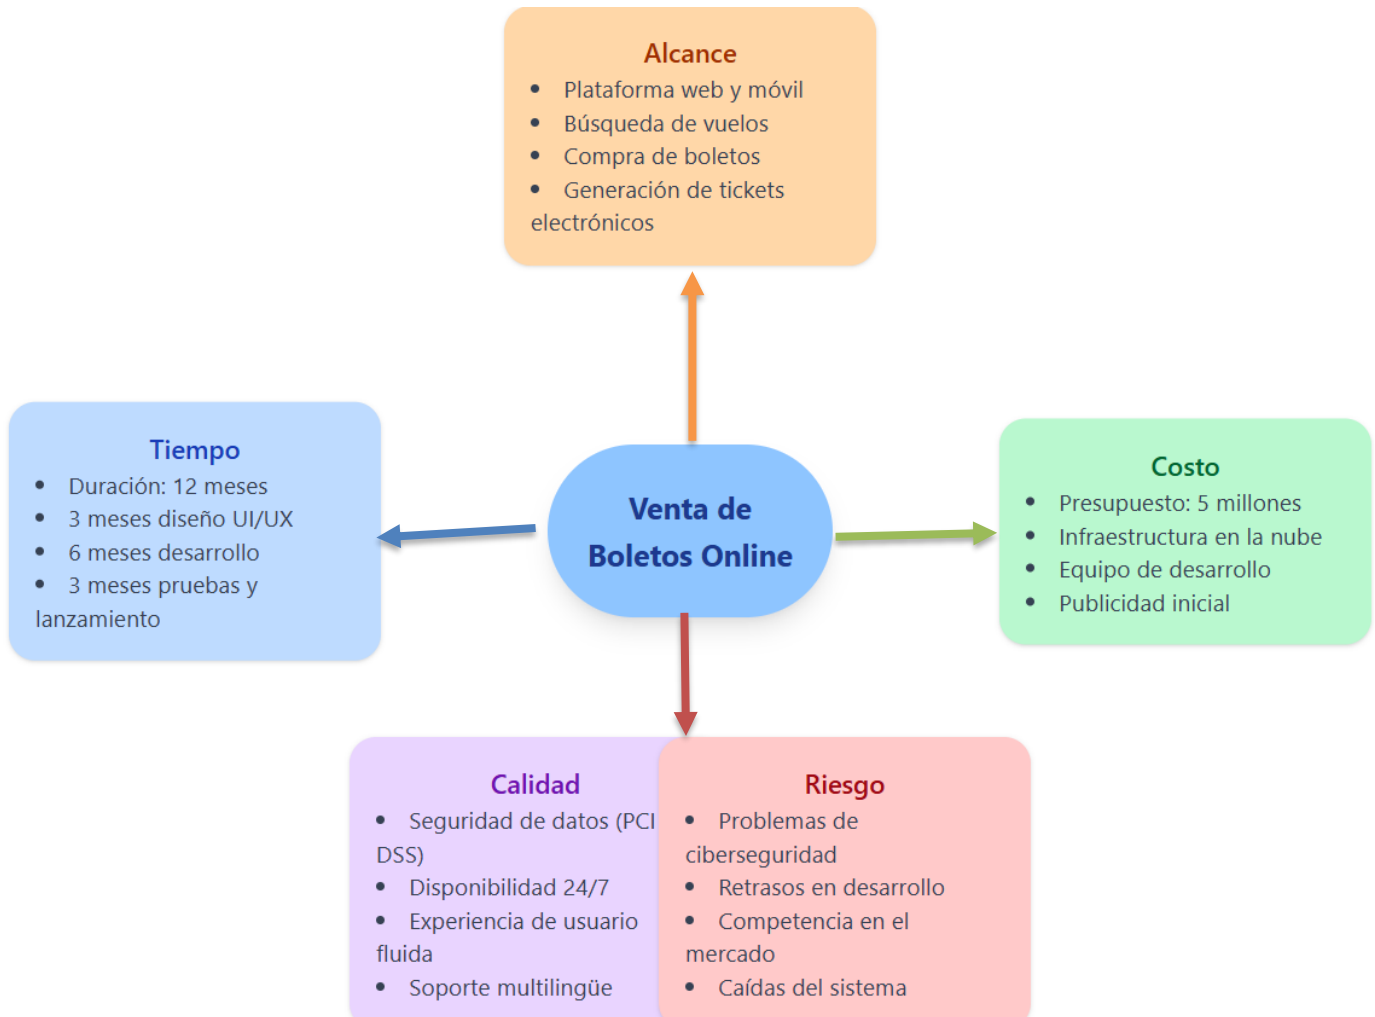 Alcance
• Plataforma web y móvil
• Búsqueda de vuelos
• Compra de boletos
• Generación de tickets
electrónicos
Tiempo
• Duración: 12 meses
• 3 meses diseño UI/UX
• 6 meses desarrollo
• 3 meses pruebas y
lanzamiento
Venta de
Boletos Online
Costo
• Presupuesto: 5 millones
• Infraestructura en la nube
• Equipo de desarrollo
• Publicidad inicial
Calidad
• Seguridad de datos (PCI
DSS)
• Disponibilidad 24/7
• Experiencia de usuario
fluida
• Soporte multilingüe
Riesgo
• Problemas de
ciberseguridad
• Retrasos en desarrollo
• Competencia en el
mercado
• Caídas del sistema